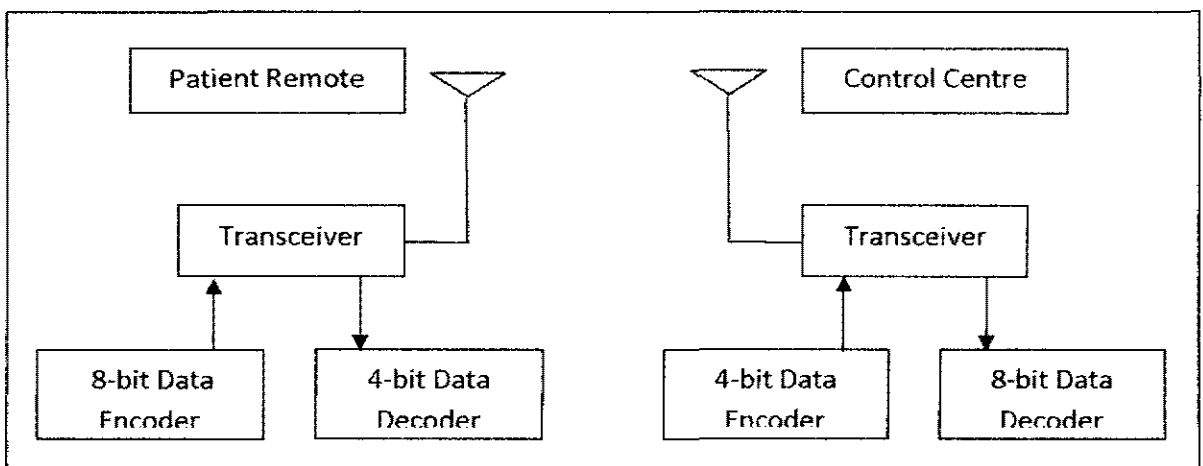 Patient Remote
Control Centre
Transceiver
Transceiver
8-bit Data
Encoder
4-bit Data
Decoder
4-bit Data
Encoder
8-bit Data
Decoder